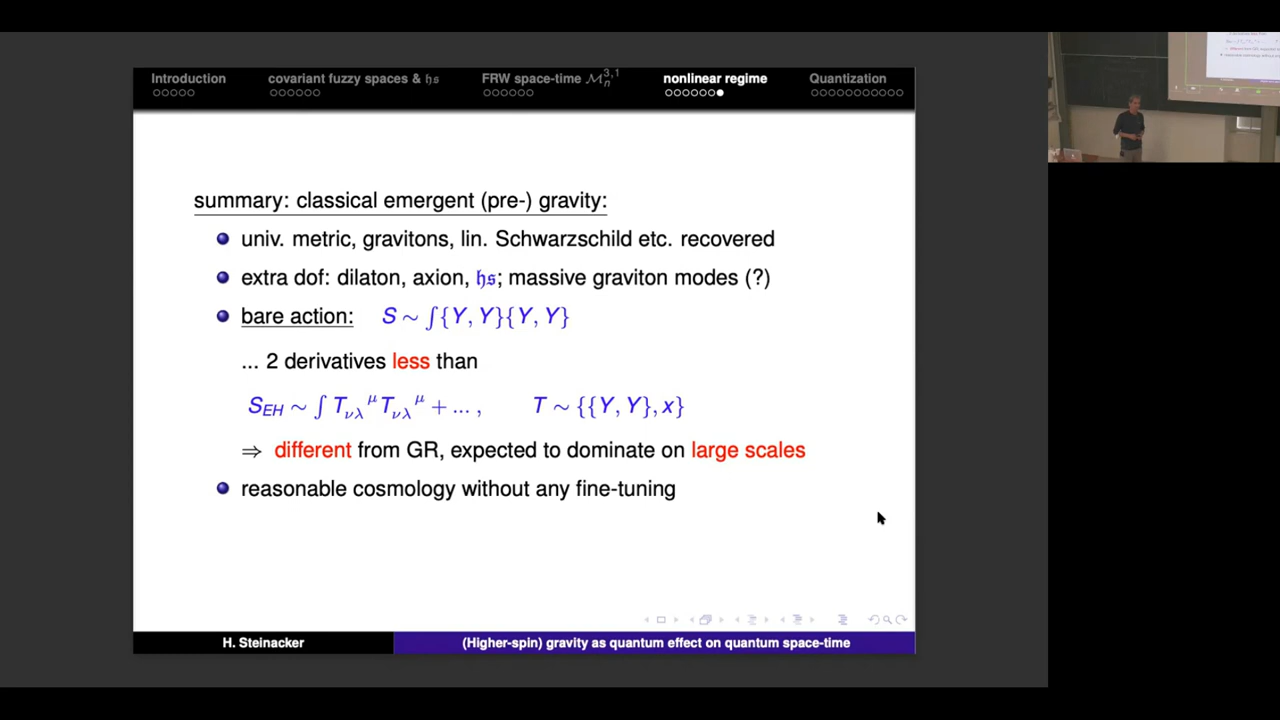 Introduction covariant fuzzy spaces & 𝔥𝔰 FRW space-time ℳₙ³,¹ nonlinear regime Quantization
summary: classical emergent (pre-) gravity:
univ. metric, gravitons, lin. Schwarzschild etc. recovered
extra dof: dilaton, axion, 𝔥𝔰; massive graviton modes (?)
bare action: S ∼ ∫{Y, Y}{Y, Y}
... 2 derivatives less than
S_EH ∼ ∫ T_νλ^μ T_νλ^μ + ... , T ∼ {{Y, Y}, x}
⇒ different from GR, expected to dominate on large scales
reasonable cosmology without any fine-tuning
H. Steinacker (Higher-spin) gravity as quantum effect on quantum space-time